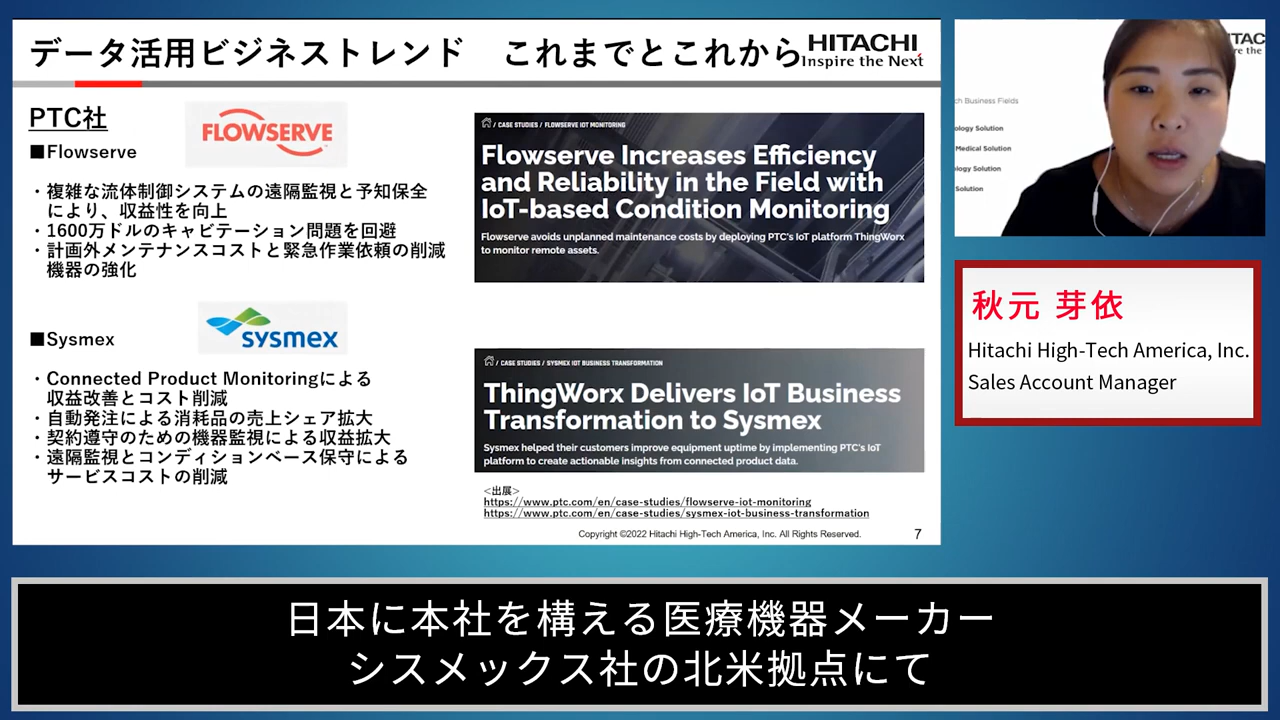 データ活用ビジネストレンド　これまでとこれから
HITACHI
Inspire the Next
PTC社
FLOWSERVE
■Flowserve
・複雑な流体制御システムの遠隔監視と予知保全
により、収益性を向上
・1600万ドルのキャビテーション問題を回避
・計画外メンテナンスコストと緊急作業依頼の削減
機器の強化
/ CASE STUDIES / FLOWSERVE IOT MONITORING
Flowserve Increases Efficiency
and Reliability in the Field with
IoT-based Condition Monitoring
Flowserve avoids unplanned maintenance costs by deploying PTC's IoT platform ThingWorx
to monitor remote assets.
sysmex
■Sysmex
・Connected Product Monitoringによる
収益改善とコスト削減
・自動発注による消耗品の売上シェア拡大
・契約遵守のための機器監視による収益拡大
・遠隔監視とコンディションベース保守による
サービスコストの削減
/ CASE STUDIES / SYSMEX IOT BUSINESS TRANSFORMATION
ThingWorx Delivers IoT Business
Transformation to Sysmex
Sysmex helped their customers improve equipment uptime by implementing PTC's IoT
platform to create actionable insights from connected product data.
<出展>
https://www.ptc.com/en/case-studies/flowserve-iot-monitoring
https://www.ptc.com/en/case-studies/sysmex-iot-business-transformation
Copyright ©2022 Hitachi High-Tech America, Inc. All Rights Reserved.
7
ch Business Fields
ology Solution
Medical Solution
ology Solution
Solution
TAC
re the
秋元 芽依
Hitachi High-Tech America, Inc.
Sales Account Manager
日本に本社を構える医療機器メーカー
シスメックス社の北米拠点にて